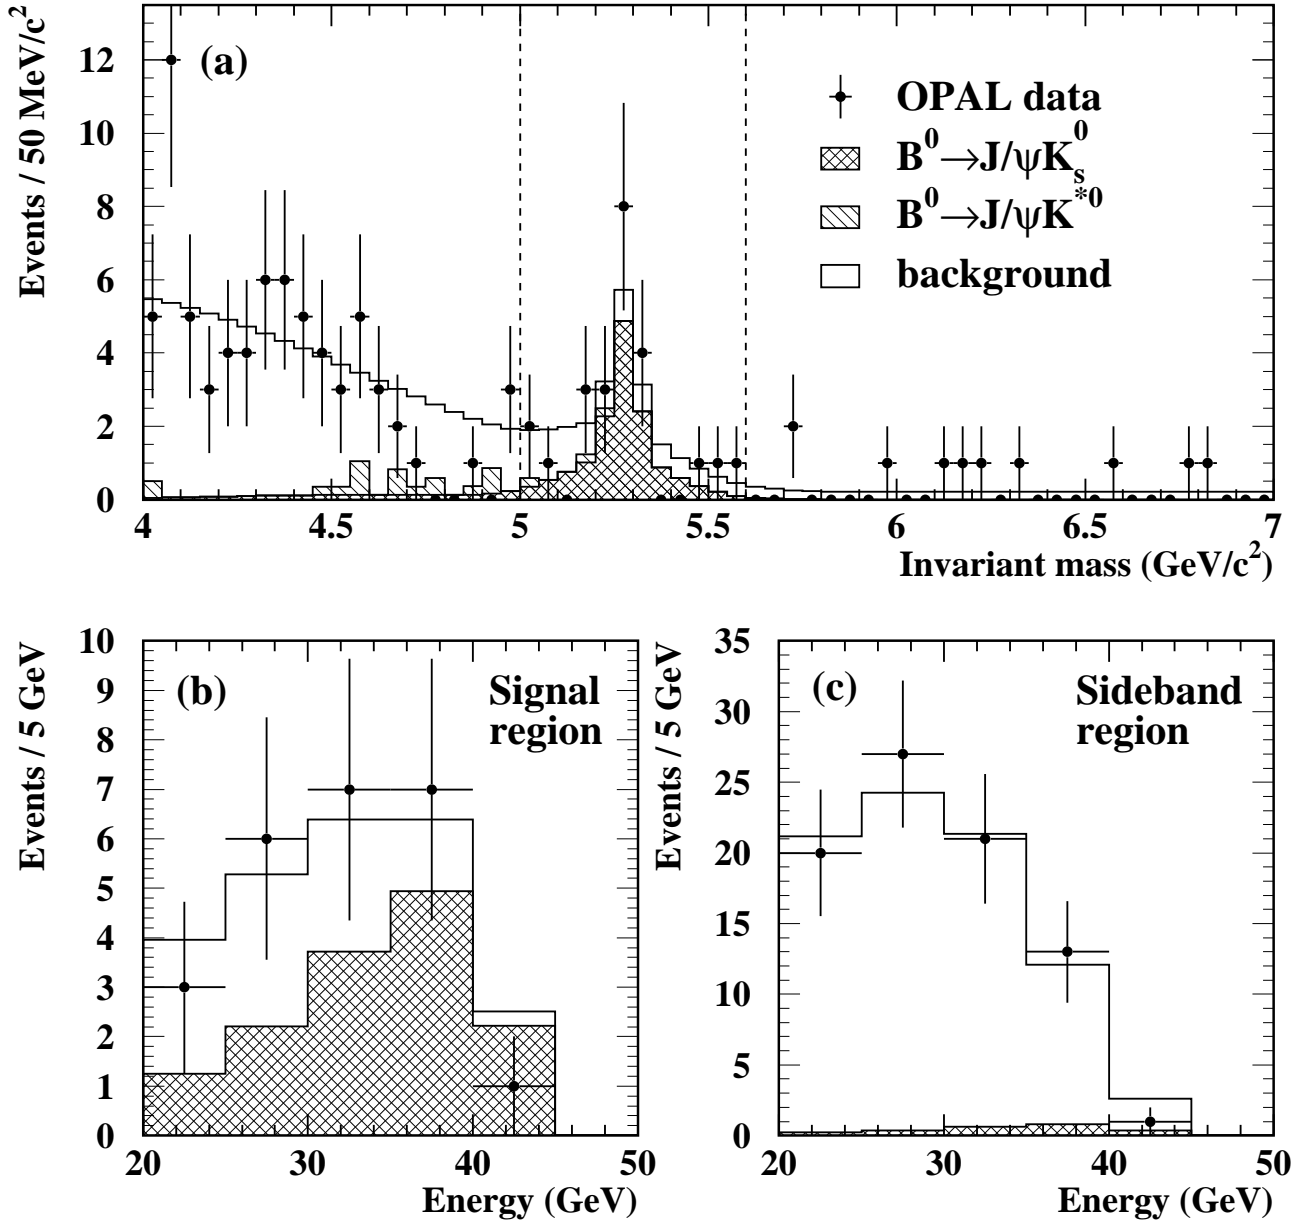 Events / 50 MeV/c²
12
10
8
6
4
2
0
(a)
OPAL data
B⁰→J/ψKₛ⁰
B⁰→J/ψK*⁰
background
4 4.5 5 5.5 6 6.5 7
Invariant mass (GeV/c²)
Events / 5 GeV
10
9
8
7
6
5
4
3
2
1
0
(b)
Signal
region
20 30 40 50
Energy (GeV)
Events / 5 GeV
35
30
25
20
15
10
5
0
(c)
Sideband
region
20 30 40 50
Energy (GeV)